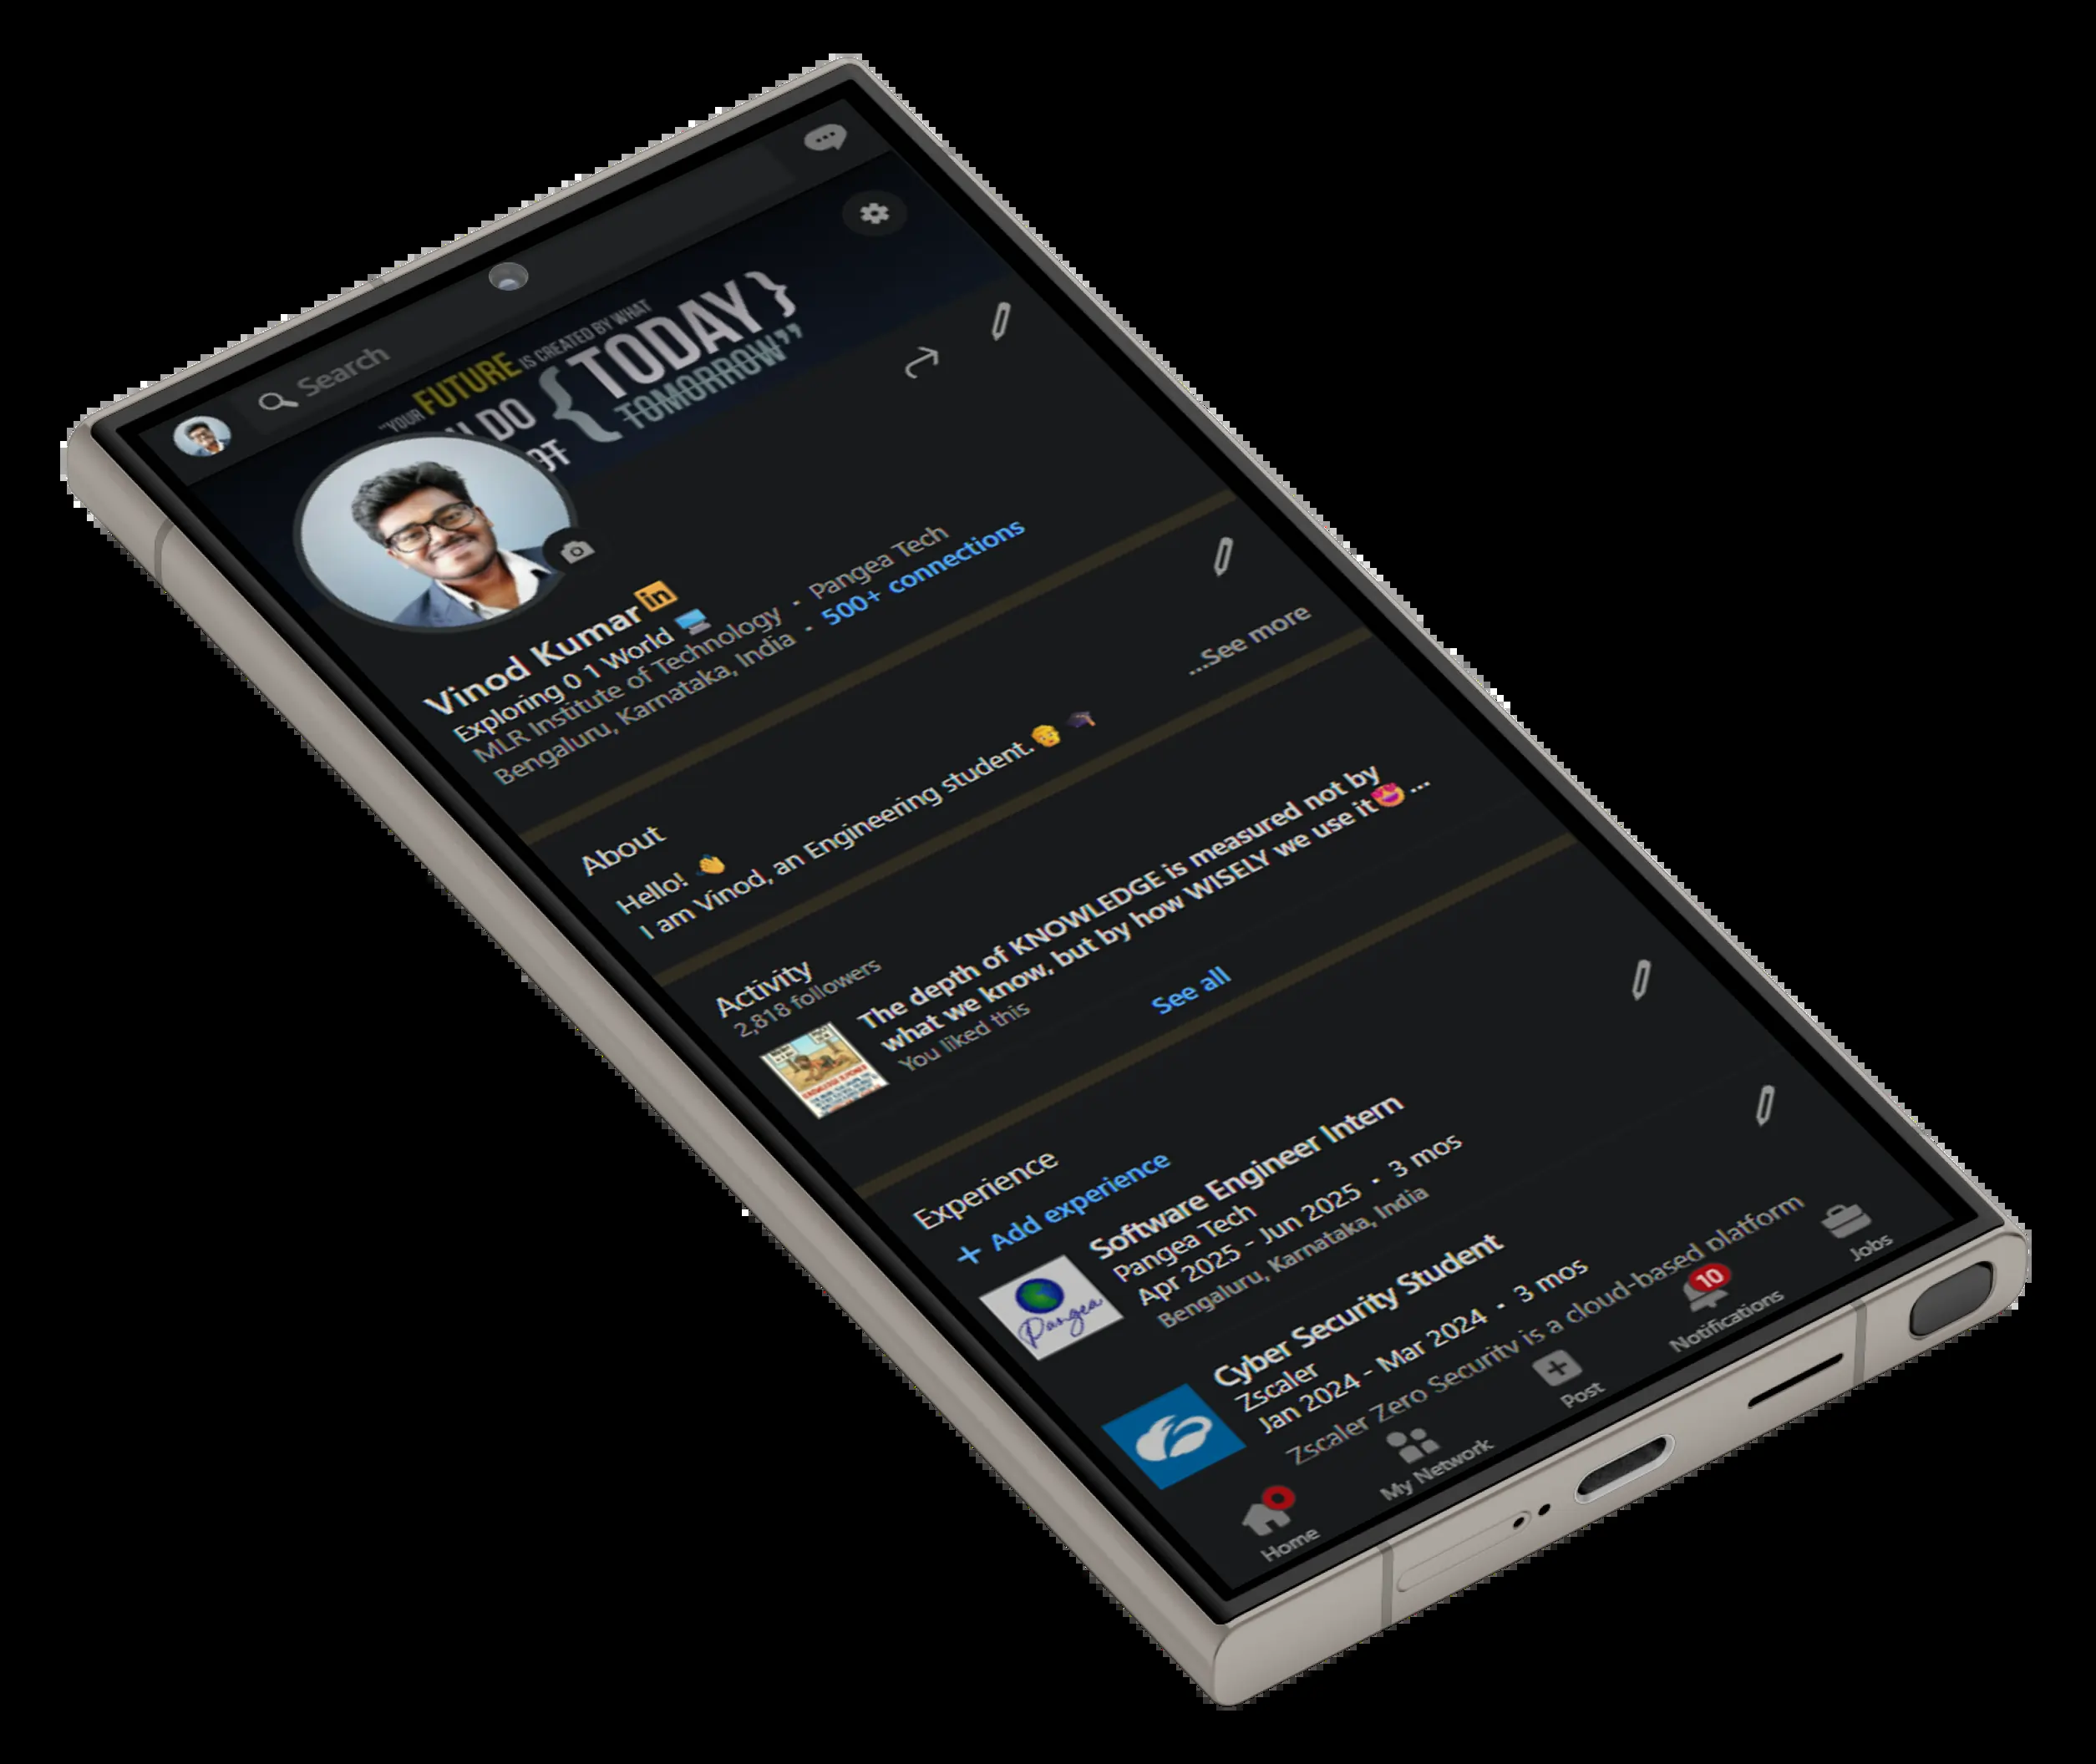 Search
"YOUR FUTURE IS CREATED BY WHAT
DO { TODAY }
TOMORROW"
Vinod Kumar in
Exploring 0 1 World 💻
MLR Institute of Technology · Pangea Tech
Bengaluru, Karnataka, India · 500+ connections
About
Hello! 👋
I am Vinod, an Engineering student. 👨‍🎓
...See more
Activity
2,818 followers
The depth of KNOWLEDGE is measured not by
what we know, but by how WISELY we use it😍...
You liked this
See all
Experience
+ Add experience
Pangea
Software Engineer Intern
Pangea Tech
Apr 2025 - Jun 2025 · 3 mos
Bengaluru, Karnataka, India
Cyber Security Student
Zscaler
Jan 2024 - Mar 2024 · 3 mos
Zscaler Zero Security is a cloud-based platform
Home
My Network
Post
10
Notifications
Jobs